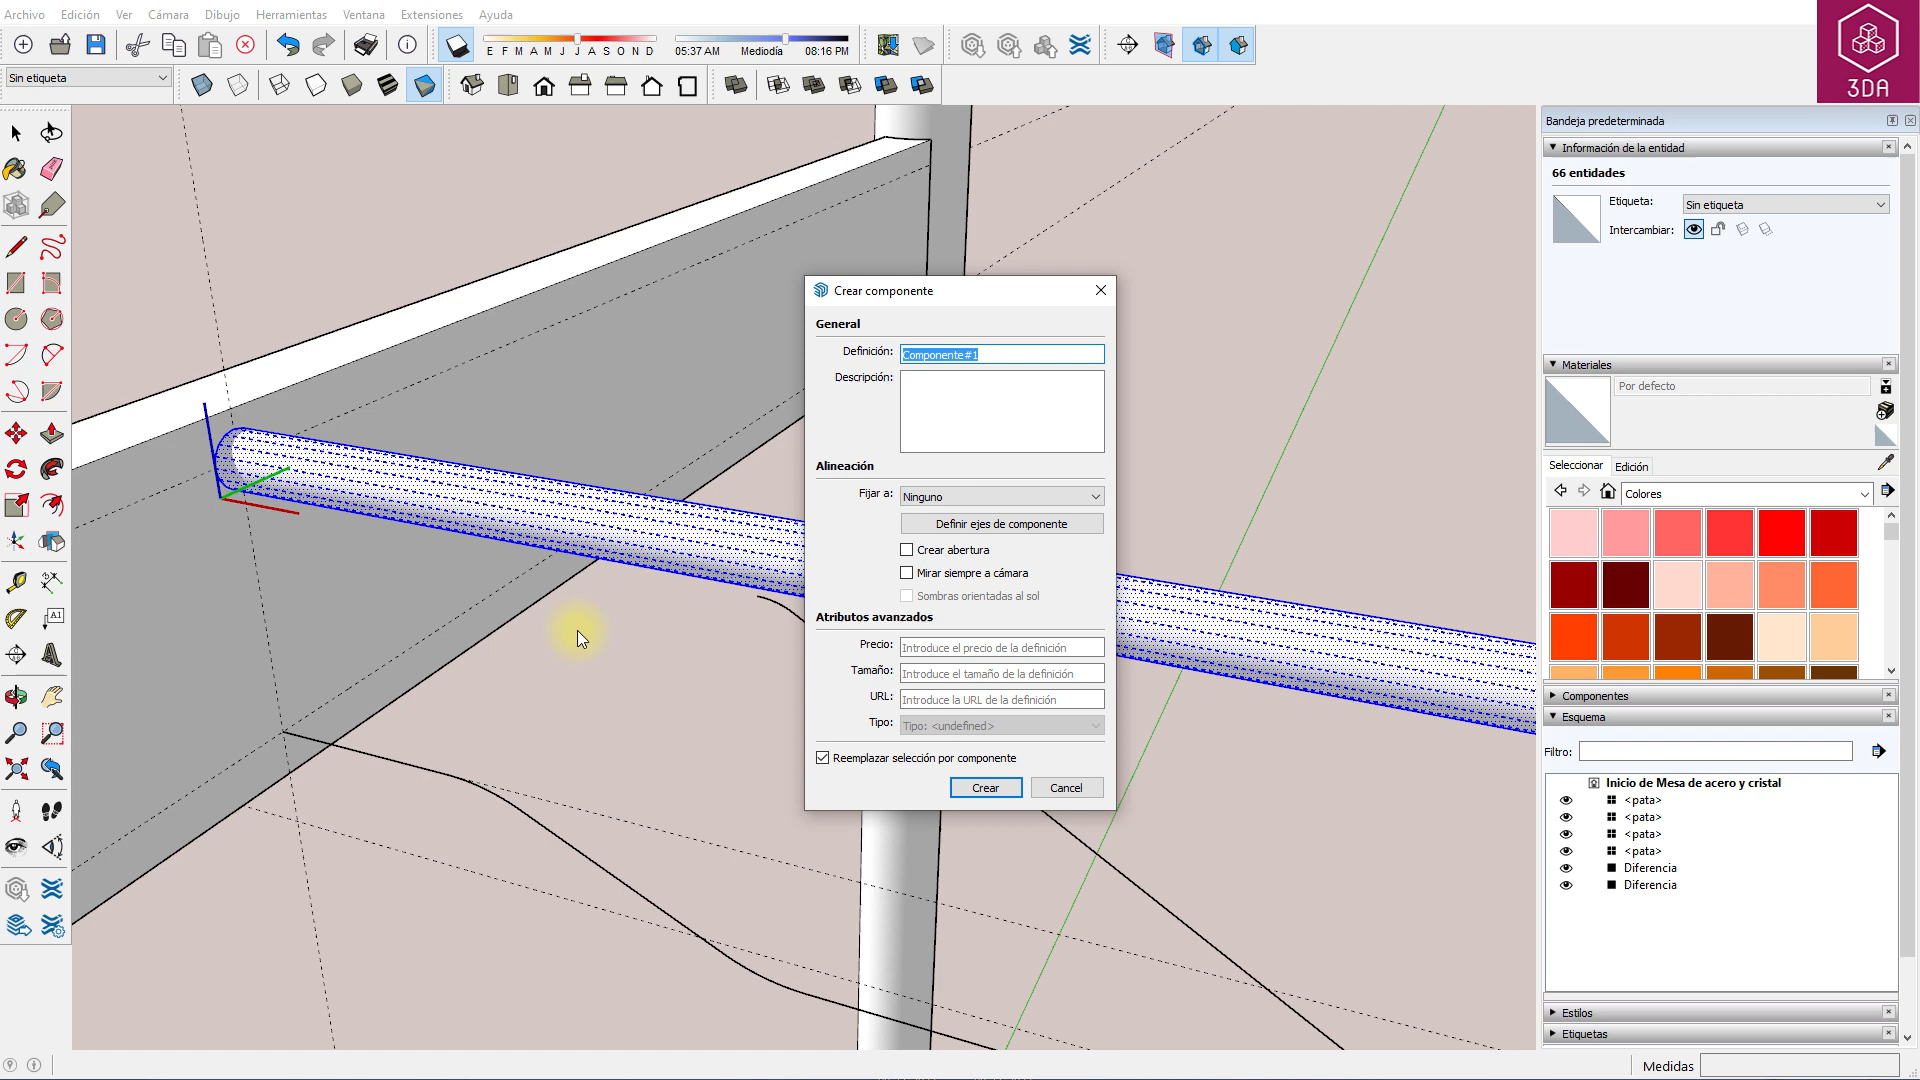 Archivo Edición Ver Cámara Dibujo Herramientas Ventana Extensiones Ayuda
E F M A M J J A S O N D
05:37 AM Mediodía 08:16 PM
3DA
Sin etiqueta
A1
Bandeja predeterminada
Información de la entidad
66 entidades
Etiqueta: Sin etiqueta
Intercambiar:
Materiales
Por defecto
Seleccionar Edición
Colores
Componentes
Esquema
Filtro:
Inicio de Mesa de acero y cristal
<pata>
<pata>
<pata>
<pata>
Diferencia
Diferencia
Estilos
Etiquetas
Medidas
Crear componente
General
Definición: Componente#1
Descripción:
Alineación
Fijar a: Ninguno
Definir ejes de componente
Crear abertura
Mirar siempre a cámara
Sombras orientadas al sol
Atributos avanzados
Precio: Introduce el precio de la definición
Tamaño: Introduce el tamaño de la definición
URL: Introduce la URL de la definición
Tipo: Tipo: <undefined>
Reemplazar selección por componente
Crear Cancel